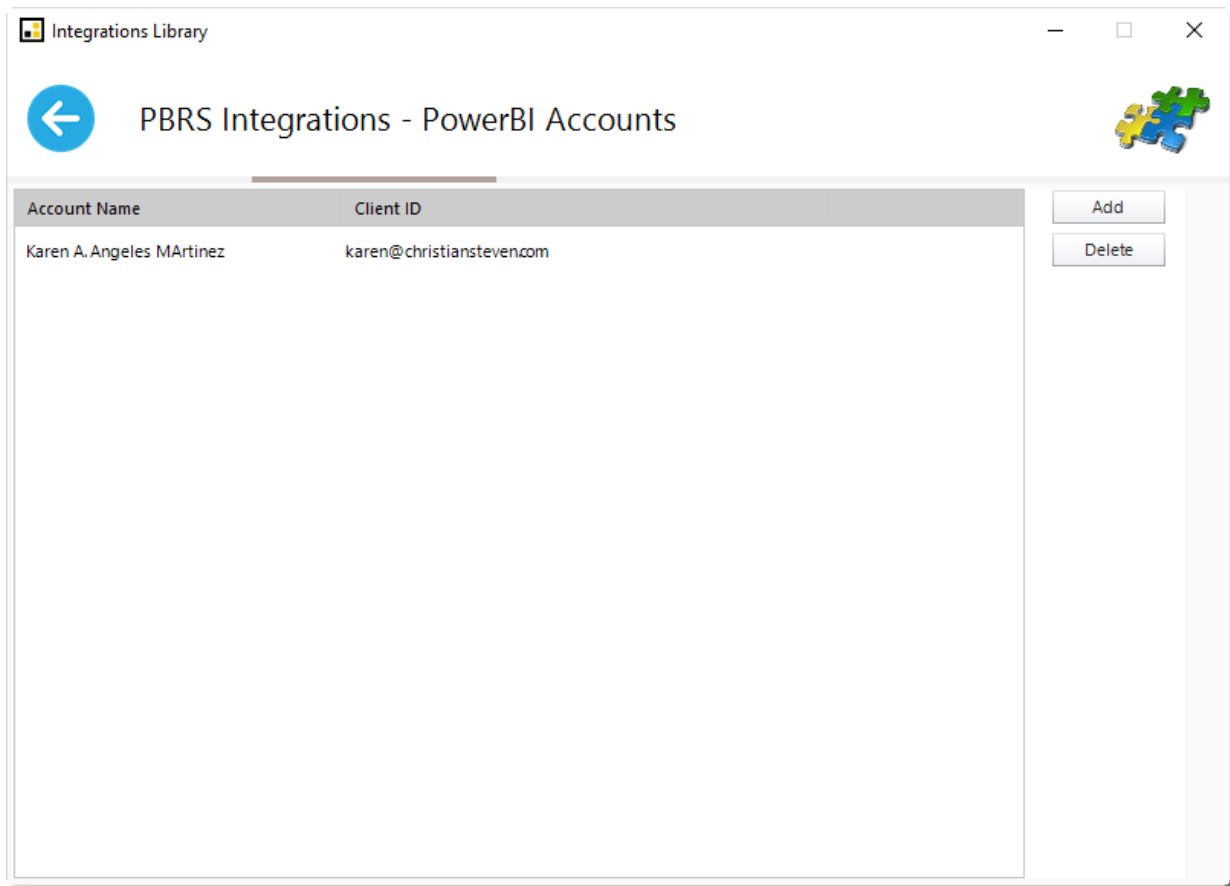 Integrations Library
PBRS Integrations - PowerBI Accounts
Account Name Client ID
Add
Karen A. Angeles MArtinez karen@christiansteven.com
Delete